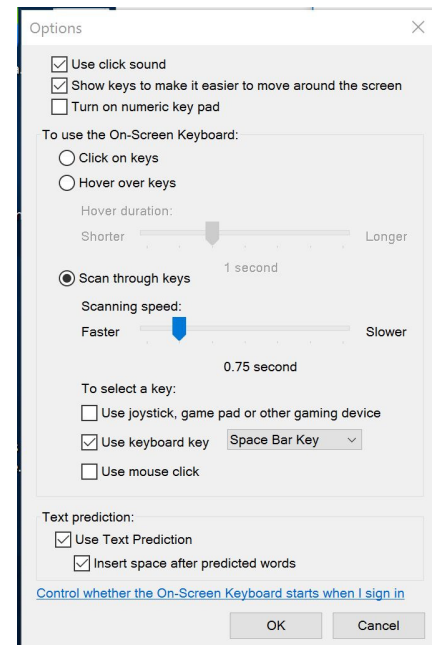 Options
Use click sound
Show keys to make it easier to move around the screen
Turn on numeric key pad
To use the On-Screen Keyboard:
Click on keys
Hover over keys
Hover duration:
Shorter Longer
1 second
Scan through keys
Scanning speed:
Faster Slower
0.75 second
To select a key:
Use joystick, game pad or other gaming device
Use keyboard key Space Bar Key
Use mouse click
Text prediction:
Use Text Prediction
Insert space after predicted words
Control whether the On-Screen Keyboard starts when I sign in
OK Cancel